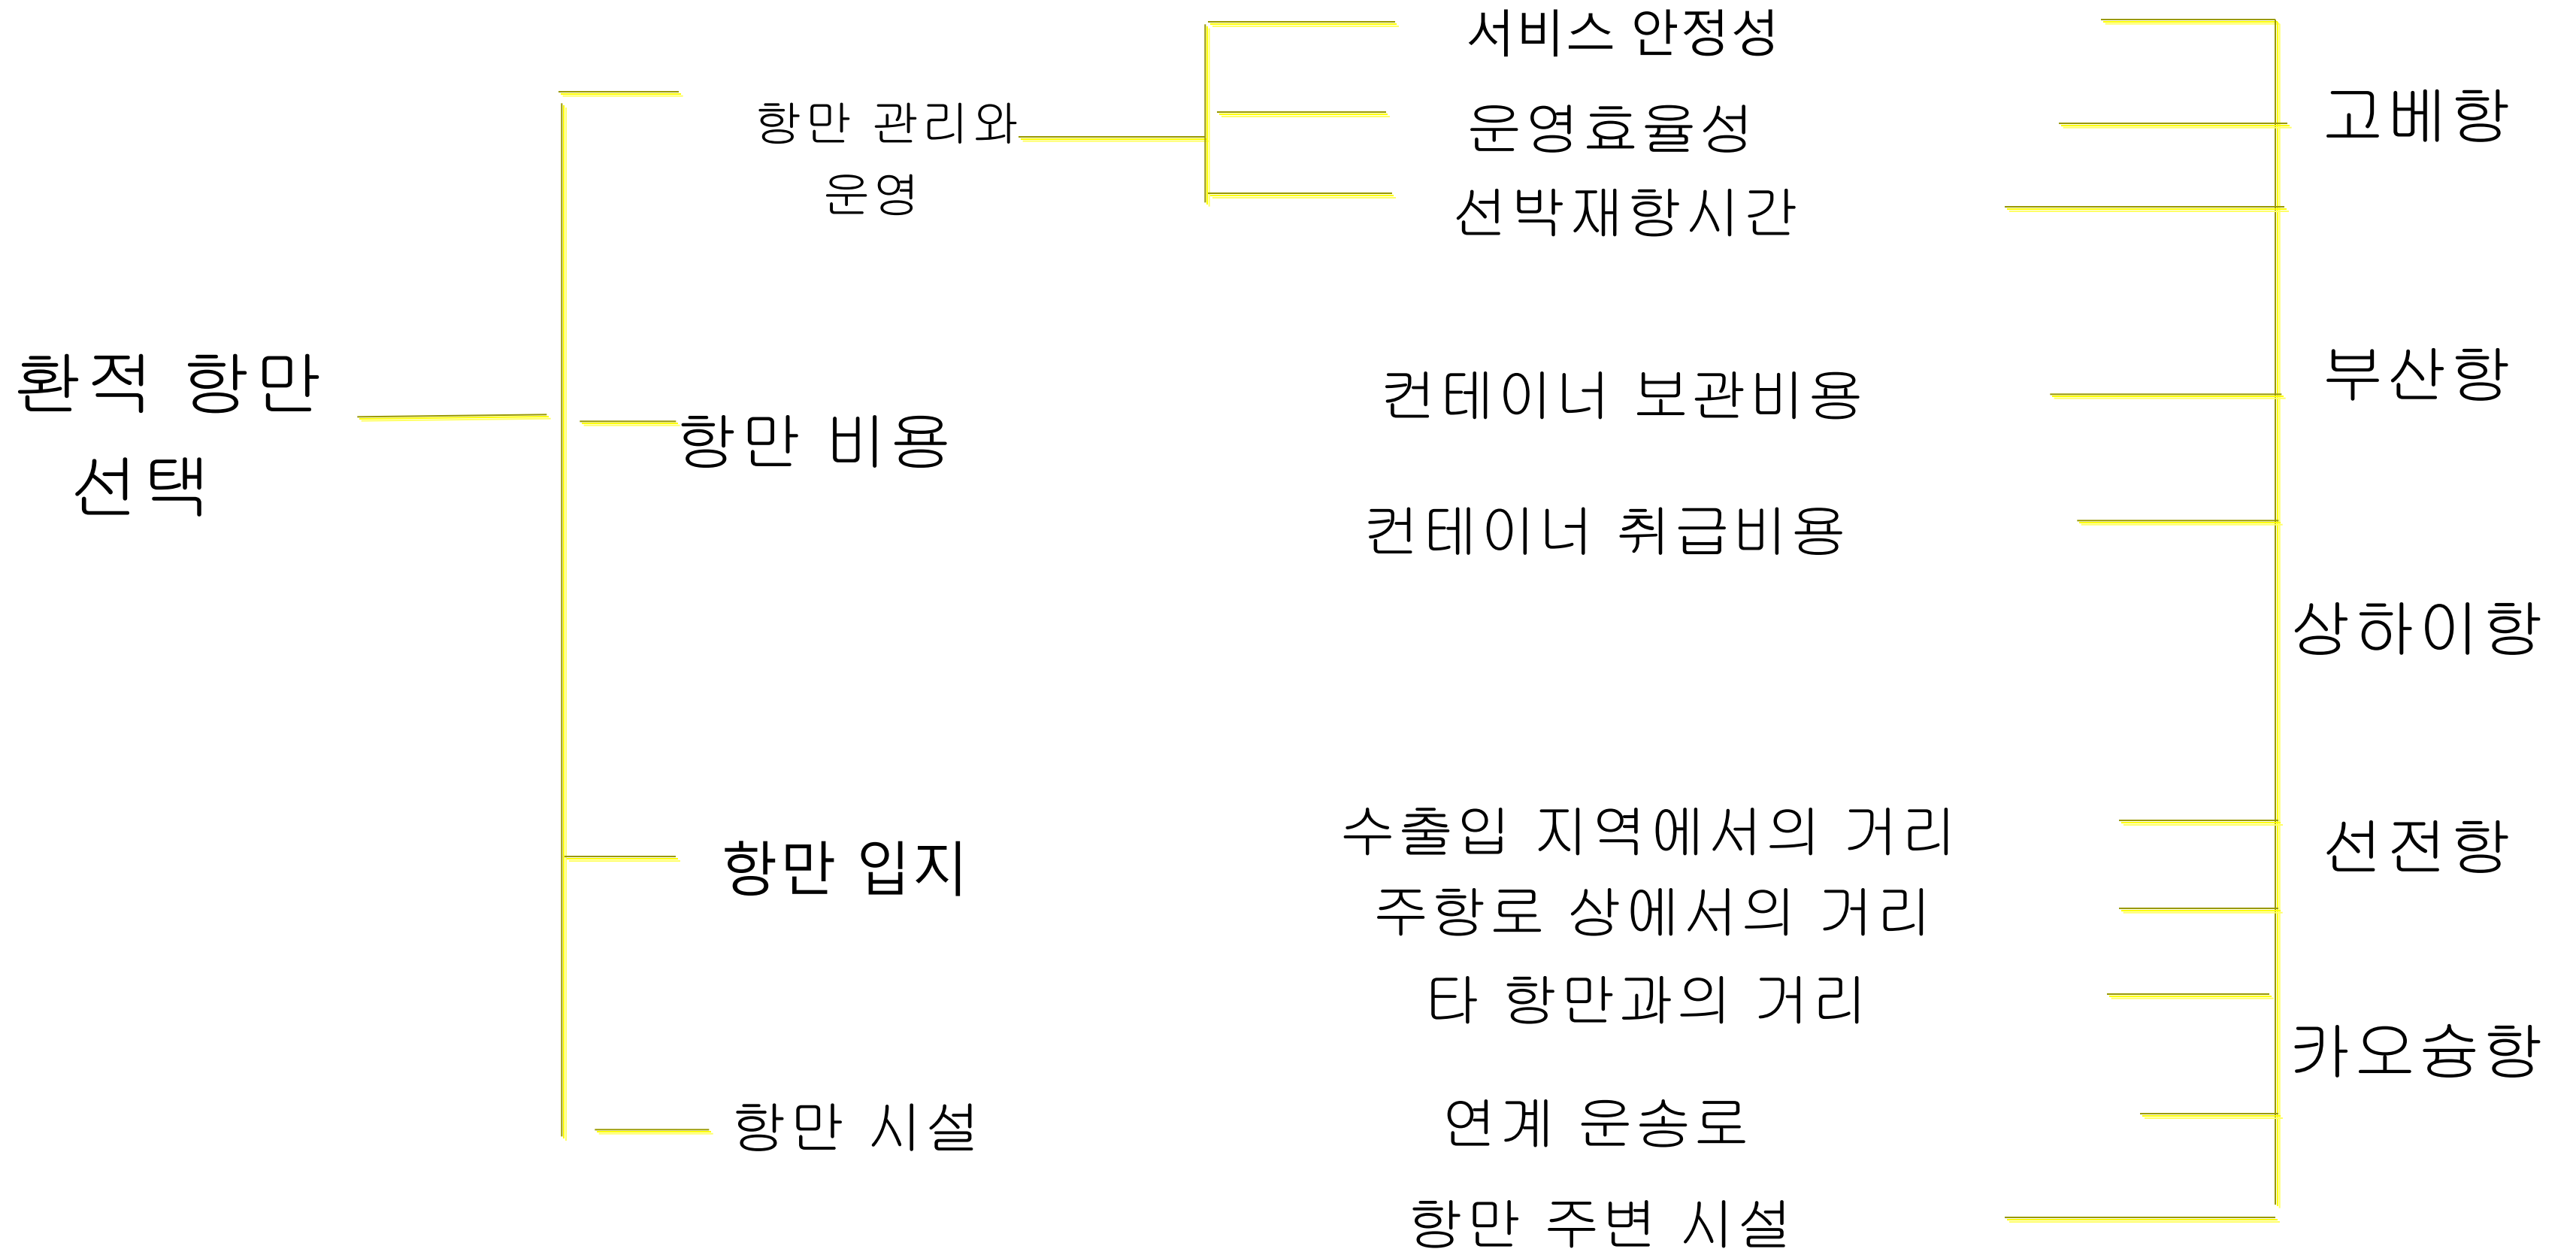 환적 항만
선택
항만 관리와
운영
항만 비용
항만 입지
항만 시설
서비스 안정성
운영효율성
선박재항시간
컨테이너 보관비용
컨테이너 취급비용
수출입 지역에서의 거리
주항로 상에서의 거리
타 항만과의 거리
연계 운송로
항만 주변 시설
고베항
부산항
상하이항
선전항
카오슝항